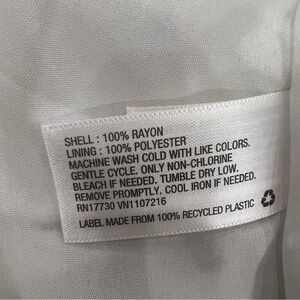 SHELL : 100% RAYON
LINING : 100% POLYESTER
MACHINE WASH COLD WITH LIKE COLORS.
GENTLE CYCLE. ONLY NON-CHLORINE
BLEACH IF NEEDED. TUMBLE DRY LOW.
REMOVE PROMPTLY. COOL IRON IF NEEDED.
RN17730 VN1107216
LABEL MADE FROM 100% RECYCLED PLASTIC